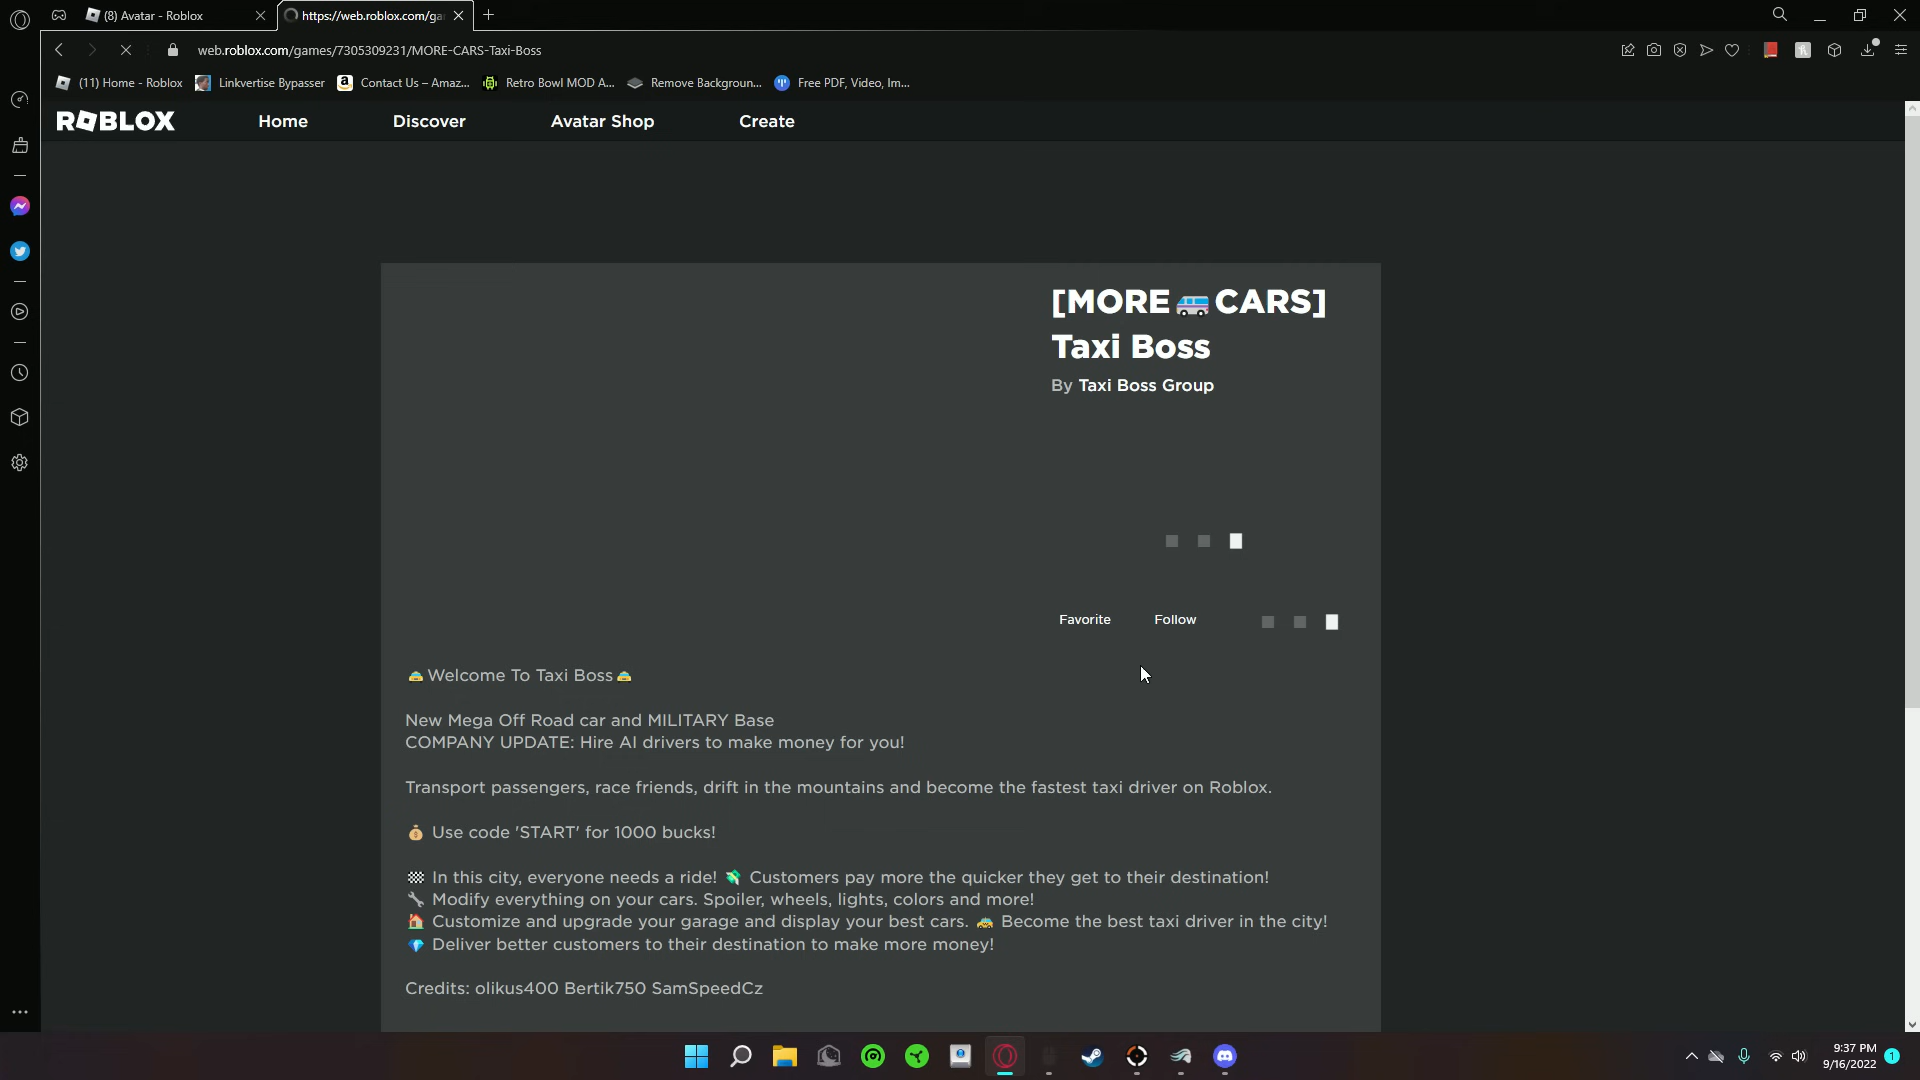 (8) Avatar - Roblox
https://web.roblox.com/ga
web.roblox.com/games/7305309231/MORE-CARS-Taxi-Boss
(11) Home - Roblox
Linkvertise Bypasser
Contact Us – Amaz...
Retro Bowl MOD A...
Remove Backgroun...
Free PDF, Video, Im...
ROBLOX
Home
Discover
Avatar Shop
Create
[MORE🚐CARS]
Taxi Boss
By Taxi Boss Group
Favorite
Follow
🚕Welcome To Taxi Boss🚕
New Mega Off Road car and MILITARY Base
COMPANY UPDATE: Hire AI drivers to make money for you!
Transport passengers, race friends, drift in the mountains and become the fastest taxi driver on Roblox.
💰 Use code 'START' for 1000 bucks!
🏁 In this city, everyone needs a ride! 💸 Customers pay more the quicker they get to their destination!
🔧 Modify everything on your cars. Spoiler, wheels, lights, colors and more!
🏠 Customize and upgrade your garage and display your best cars. 🚕 Become the best taxi driver in the city!
💎 Deliver better customers to their destination to make more money!
Credits: olikus400 Bertik750 SamSpeedCz
9:37 PM
9/16/2022
1